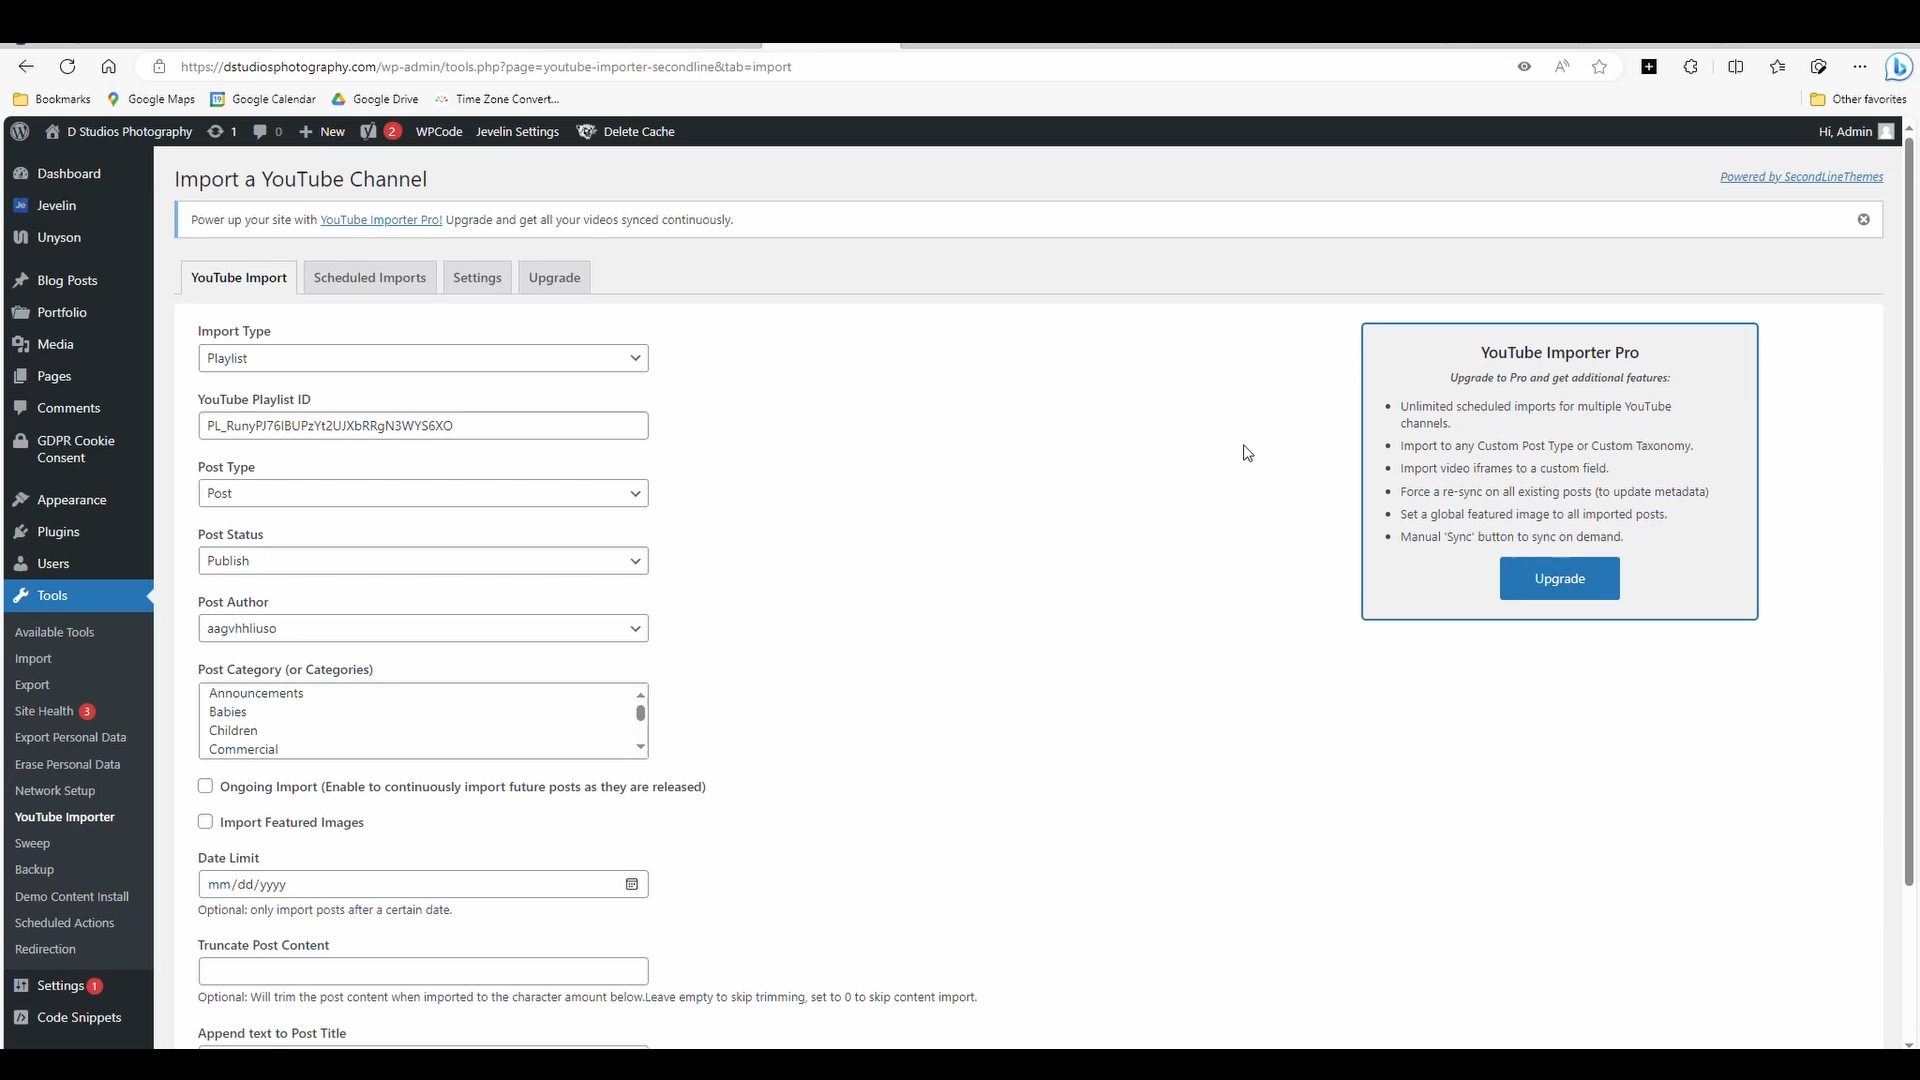 https://dstudiosphotography.com/wp-admin/tools.php?page=youtube-importer-secondline&tab=import
Bookmarks Google Maps Google Calendar Google Drive Time Zone Convert... Other favorites
D Studios Photography 1 0 New 2 WPCode Jevelin Settings Delete Cache Hi, Admin
Dashboard
Jevelin
Unyson
Blog Posts
Portfolio
Media
Pages
Comments
GDPR Cookie
Consent
Appearance
Plugins
Users
Tools
Available Tools
Import
Export
Site Health 3
Export Personal Data
Erase Personal Data
Network Setup
YouTube Importer
Sweep
Backup
Demo Content Install
Scheduled Actions
Redirection
Settings 1
Code Snippets
Import a YouTube Channel
Powered by SecondLineThemes
Power up your site with YouTube Importer Pro! Upgrade and get all your videos synced continuously.
YouTube Import Scheduled Imports Settings Upgrade
Import Type
Playlist
YouTube Playlist ID
PL_RunyPJ76IBUPzYt2UJXbRRgN3WYS6XO
Post Type
Post
Post Status
Publish
Post Author
aagvhhliuso
Post Category (or Categories)
Announcements
Babies
Children
Commercial
Ongoing Import (Enable to continuously import future posts as they are released)
Import Featured Images
Date Limit
mm/dd/yyyy
Optional: only import posts after a certain date.
Truncate Post Content
Optional: Will trim the post content when imported to the character amount below.Leave empty to skip trimming, set to 0 to skip content import.
Append text to Post Title
YouTube Importer Pro
Upgrade to Pro and get additional features:
Unlimited scheduled imports for multiple YouTube
channels.
Import to any Custom Post Type or Custom Taxonomy.
Import video iframes to a custom field.
Force a re-sync on all existing posts (to update metadata)
Set a global featured image to all imported posts.
Manual 'Sync' button to sync on demand.
Upgrade